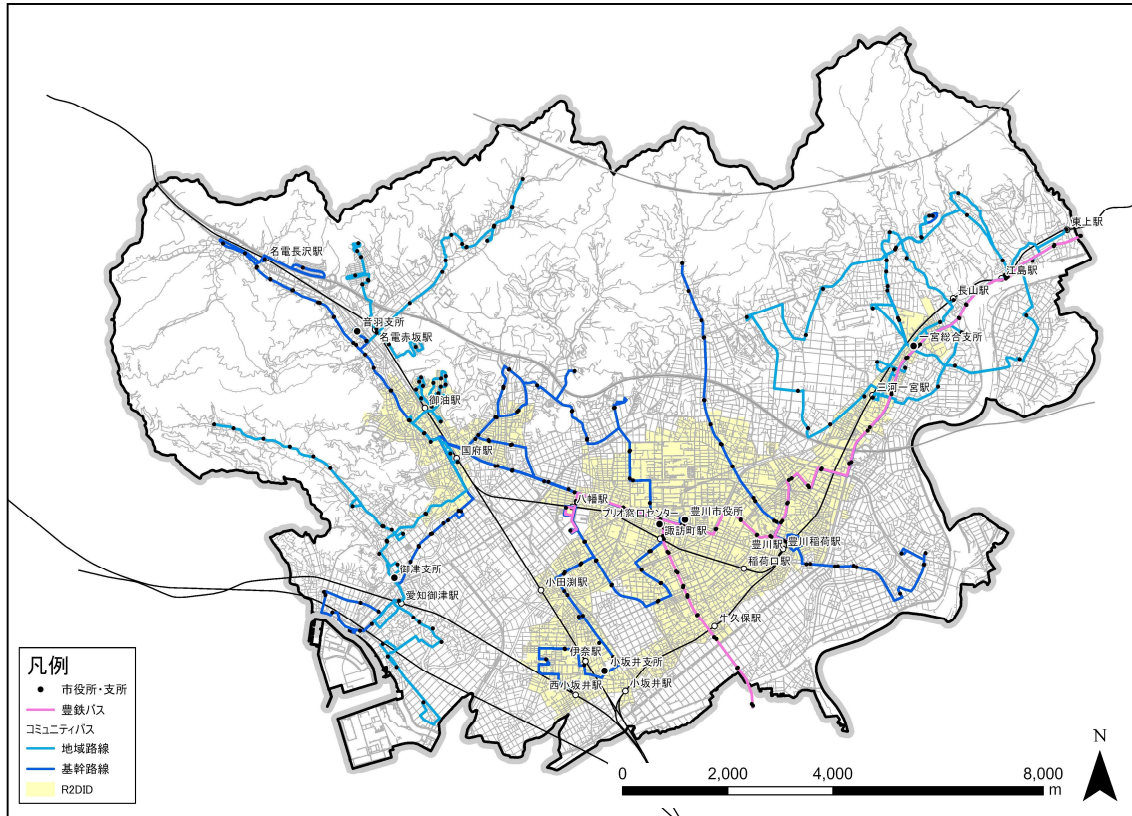 東上駅
江島駅
名電長沢駅
長山駅
音羽支所
名電赤坂駅
一宮総合支所
三河一宮駅
御油駅
国府駅
八幡駅
プリオ窓口センター
豊川市役所
諏訪町駅
豊川駅
豊川稲荷駅
稲荷口駅
御津支所
小田渕駅
愛知御津駅
牛久保駅
伊奈駅
小坂井支所
西小坂井駅
小坂井駅
凡例
市役所・支所
豊鉄バス
コミュニティバス
地域路線
基幹路線
R2DID
N
0 2,000 4,000 8,000
m